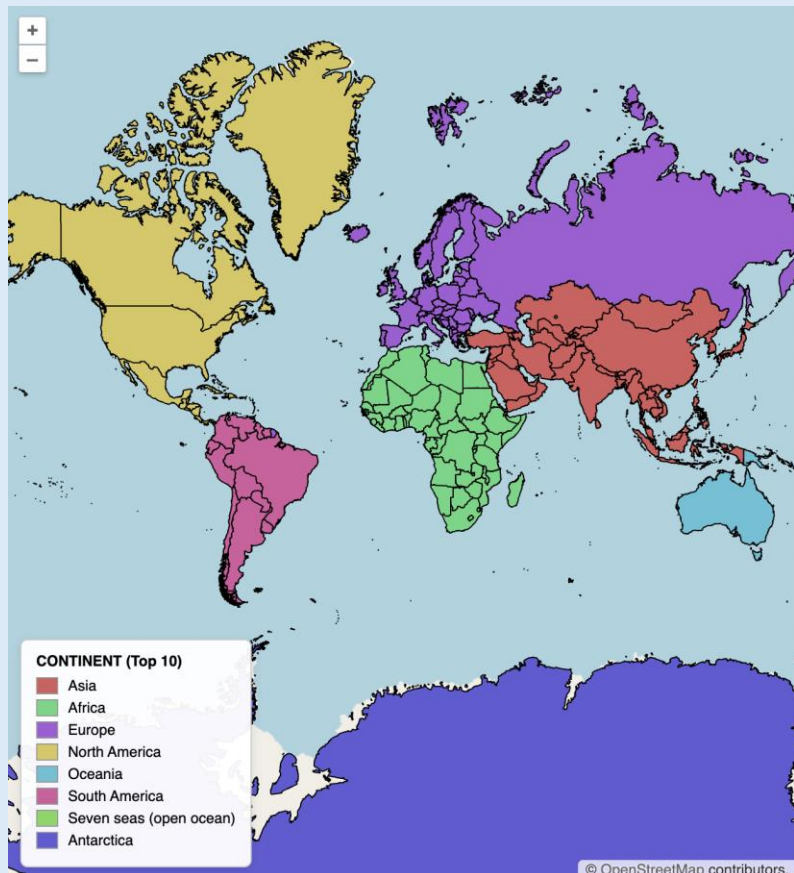 +
−
CONTINENT (Top 10)
Asia
Africa
Europe
North America
Oceania
South America
Seven seas (open ocean)
Antarctica
© OpenStreetMap contributors.